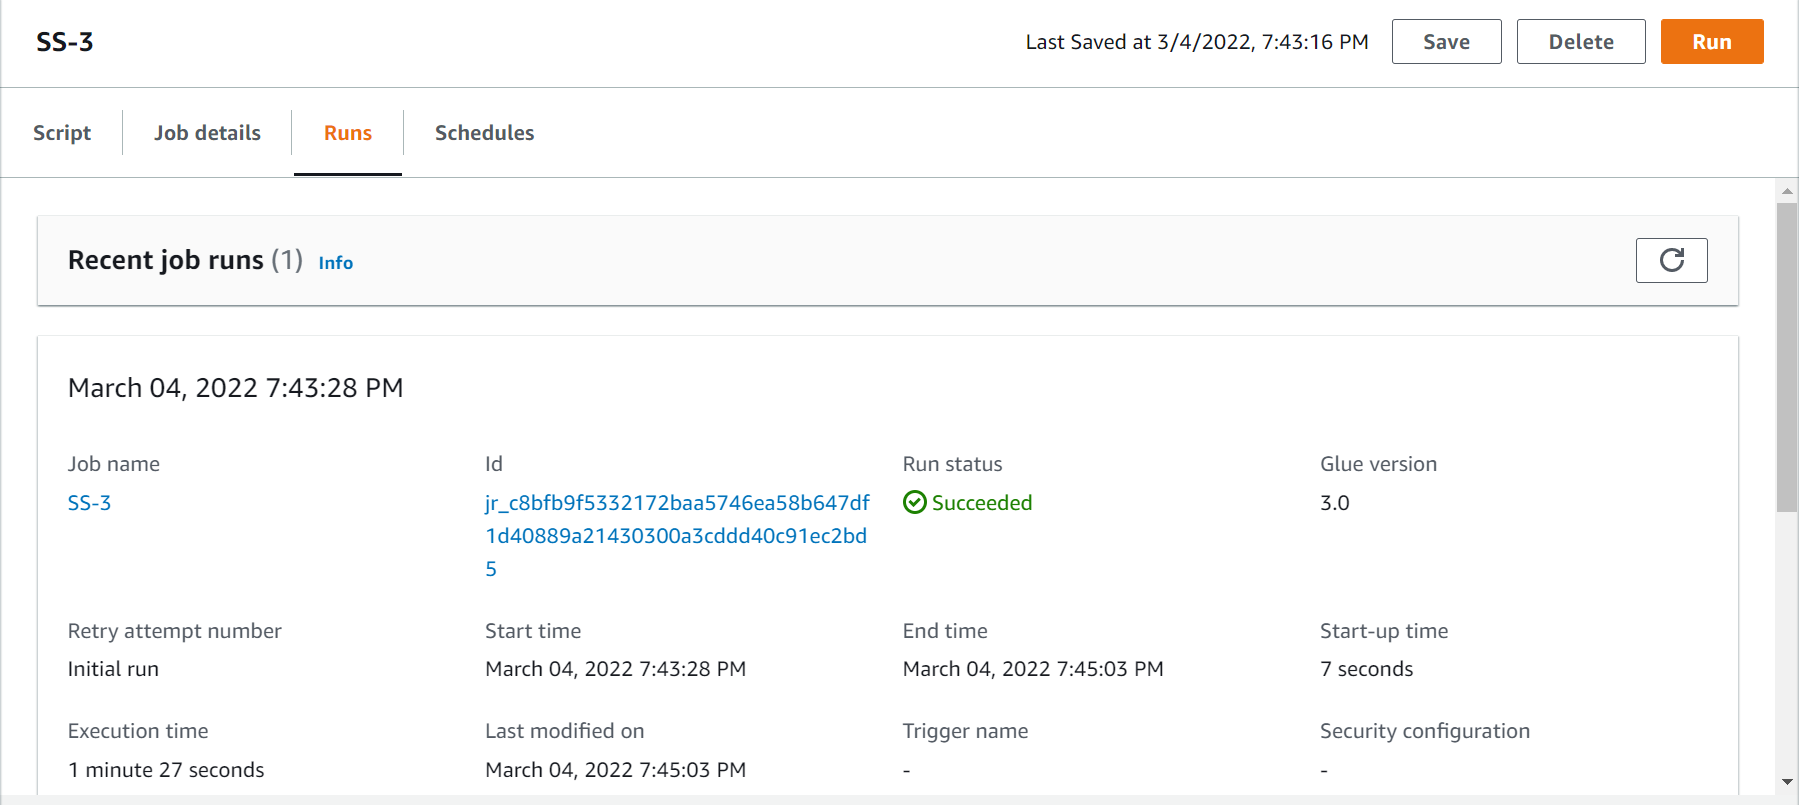 SS-3
Last Saved at 3/4/2022, 7:43:16 PM
Save
Delete
Run
Script
Job details
Runs
Schedules
Recent job runs (1) Info
March 04, 2022 7:43:28 PM
Job name
SS-3
Id
jr_c8bfb9f5332172baa5746ea58b647df
1d40889a21430300a3cddd40c91ec2bd
5
Run status
Succeeded
Glue version
3.0
Retry attempt number
Initial run
Start time
March 04, 2022 7:43:28 PM
End time
March 04, 2022 7:45:03 PM
Start-up time
7 seconds
Execution time
1 minute 27 seconds
Last modified on
March 04, 2022 7:45:03 PM
Trigger name
-
Security configuration
-